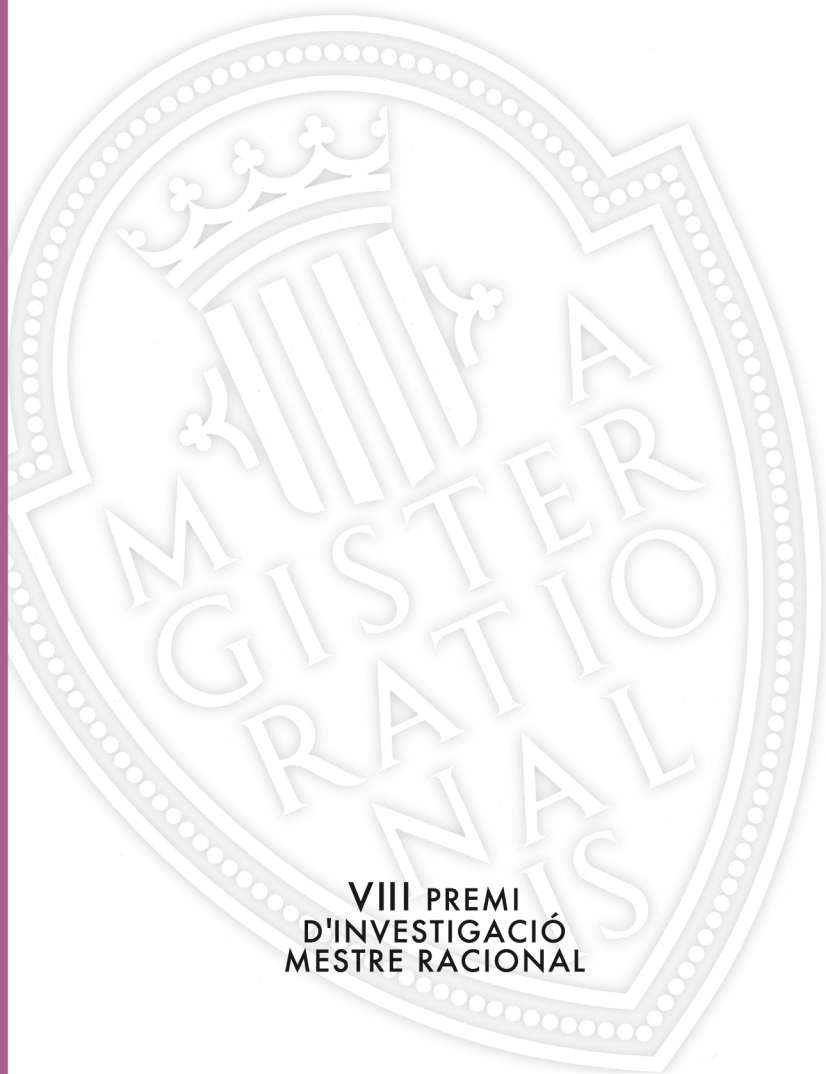 M A
GISTER
RATIO
NAL
IS
VIII PREMI
D'INVESTIGACIÓ
MESTRE RACIONAL